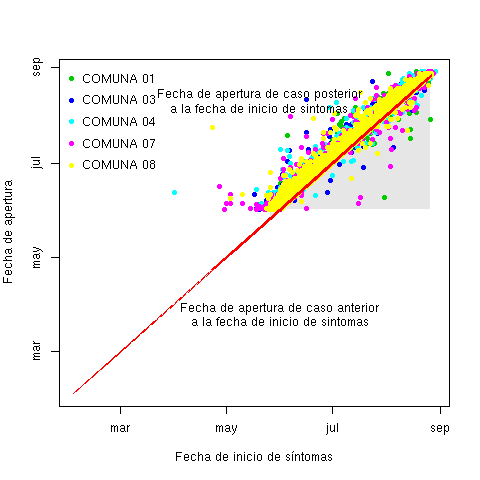 sep
jul
may
mar
Fecha de apertura
COMUNA 01
COMUNA 03
COMUNA 04
COMUNA 07
COMUNA 08
Fecha de apertura de caso posterior
a la fecha de inicio de sintomas
Fecha de apertura de caso anterior
a la fecha de inicio de sintomas
mar
may
jul
sep
Fecha de inicio de síntomas